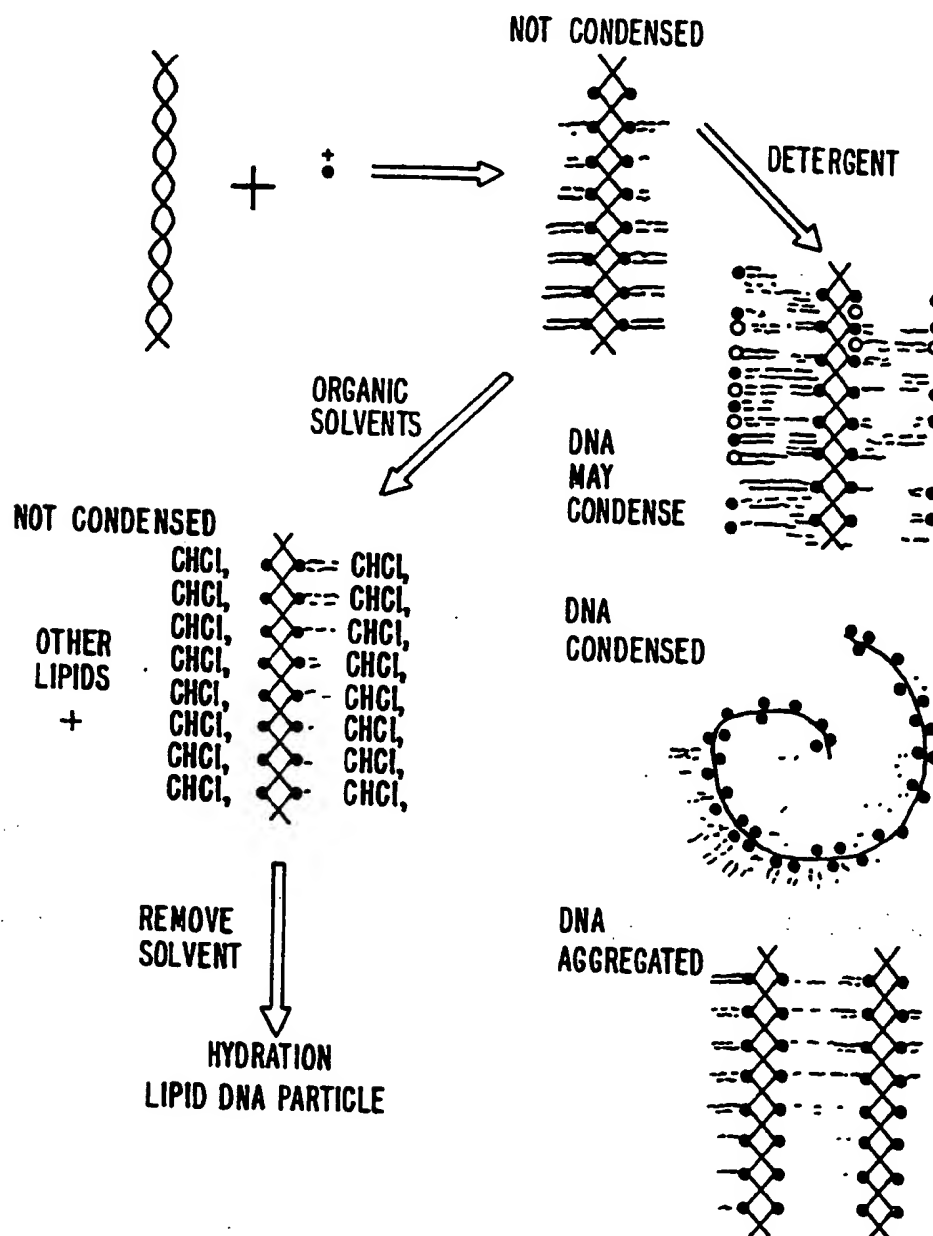 NOT CONDENSED
+
+
DETERGENT
ORGANIC
SOLVENTS
DNA
MAY
CONDENSE
NOT CONDENSED
CHCl, CHCl,
CHCl, CHCl,
CHCl, CHCl,
OTHER
LIPIDS
+
CHCl, CHCl,
CHCl, CHCl,
CHCl, CHCl,
CHCl, CHCl,
CHCl, CHCl,
DNA
CONDENSED
REMOVE
SOLVENT
DNA
AGGREGATED
HYDRATION
LIPID DNA PARTICLE